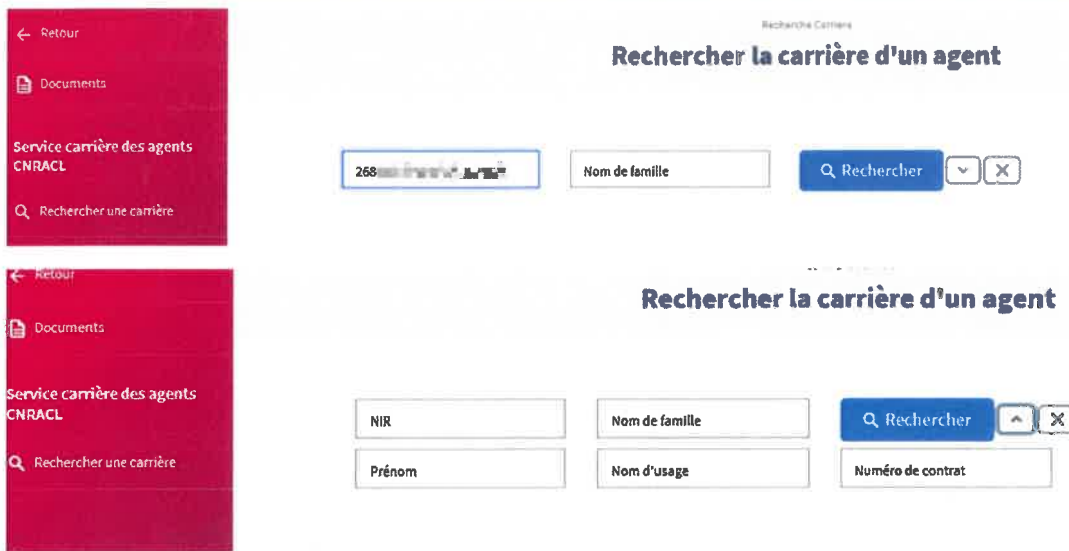 Retour
Documents
Service carrière des agents
CNRACL
Rechercher une carrière
Recherche Carriere
Rechercher la carrière d'un agent
268
Nom de famille
Rechercher
Retour
Documents
Service carrière des agents
CNRACL
Rechercher une carrière
Rechercher la carrière d'un agent
NIR
Nom de famille
Rechercher
Prénom
Nom d'usage
Numéro de contrat